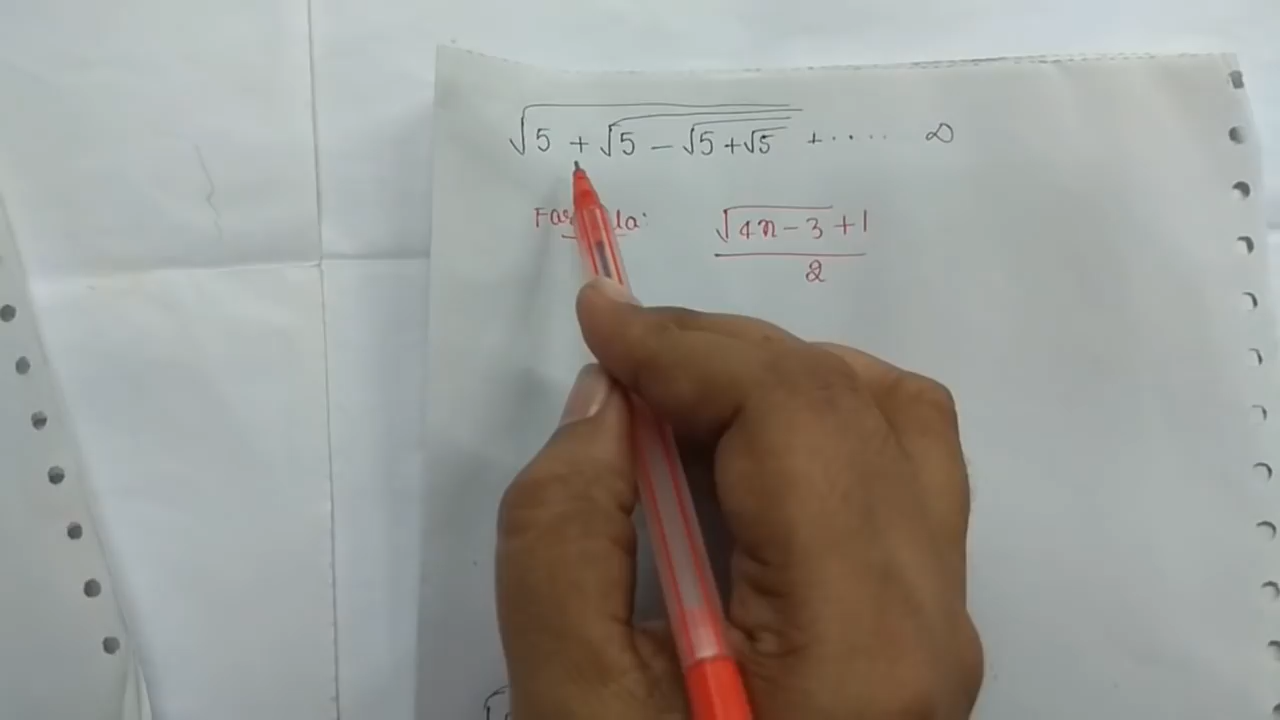 √5 + √5 − √5 + √5 + ..... ∞
√4n − 3 + 1
2